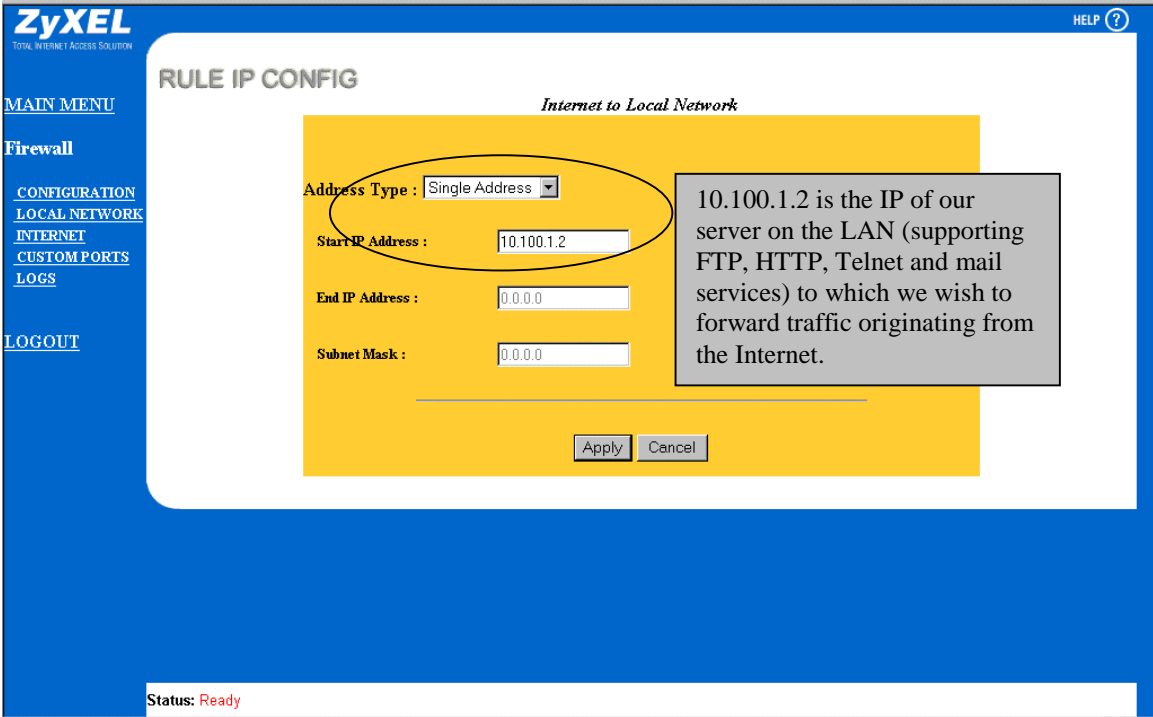 ZyXEL
TOTAL INTERNET ACCESS SOLUTION
HELP ?
MAIN MENU
Firewall
CONFIGURATION
LOCAL NETWORK
INTERNET
CUSTOM PORTS
LOGS
LOGOUT
RULE IP CONFIG
Internet to Local Network
Address Type : Single Address
Start IP Address : 10.100.1.2
End IP Address : 0.0.0.0
Subnet Mask : 0.0.0.0
10.100.1.2 is the IP of our
server on the LAN (supporting
FTP, HTTP, Telnet and mail
services) to which we wish to
forward traffic originating from
the Internet.
Apply Cancel
Status: Ready